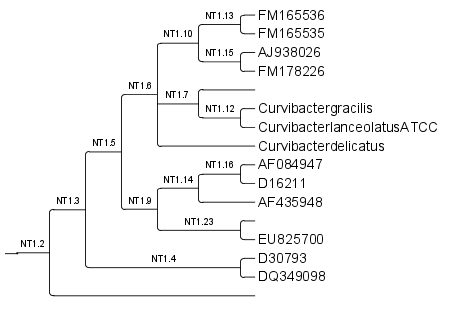 NT1.13
FM165536
NT1.10
FM165535
NT1.15
AJ938026
FM178226
NT1.6
NT1.7
NT1.12
Curvibactergracilis
CurvibacterlanceolatusATCC
NT1.5
Curvibacterdelicatus
NT1.16
AF084947
NT1.14
D16211
NT1.9
AF435948
NT1.3
NT1.23
EU825700
NT1.2
NT1.4
D30793
DQ349098